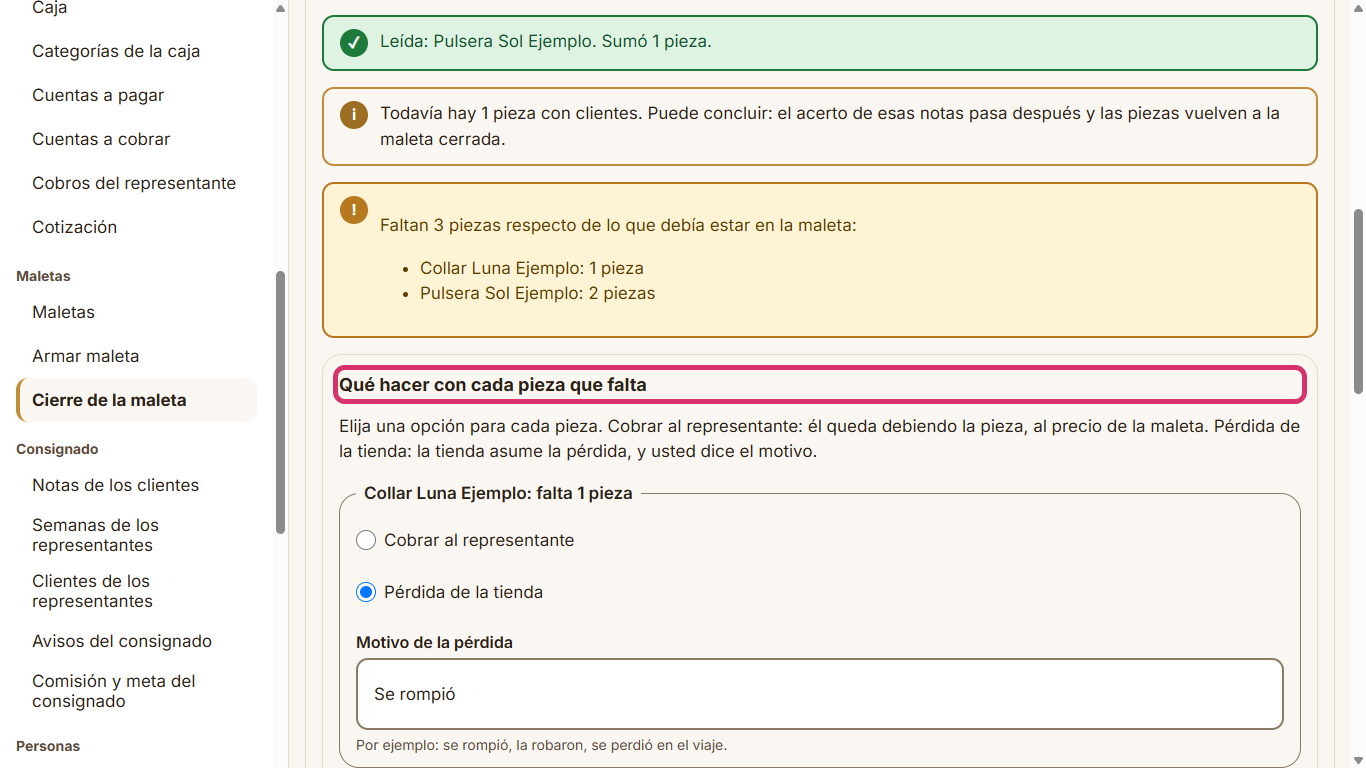 Caja
Categorías de la caja
Cuentas a pagar
Cuentas a cobrar
Cobros del representante
Cotización
Maletas
Maletas
Armar maleta
Cierre de la maleta
Consignado
Notas de los clientes
Semanas de los
representantes
Clientes de los
representantes
Avisos del consignado
Comisión y meta del
consignado
Personas
Leída: Pulsera Sol Ejemplo. Sumó 1 pieza.
Todavía hay 1 pieza con clientes. Puede concluir: el acerto de esas notas pasa después y las piezas vuelven a la
maleta cerrada.
Faltan 3 piezas respecto de lo que debía estar en la maleta:
• Collar Luna Ejemplo: 1 pieza
• Pulsera Sol Ejemplo: 2 piezas
Qué hacer con cada pieza que falta
Elija una opción para cada pieza. Cobrar al representante: él queda debiendo la pieza, al precio de la maleta. Pérdida de
la tienda: la tienda asume la pérdida, y usted dice el motivo.
Collar Luna Ejemplo: falta 1 pieza
Cobrar al representante
Pérdida de la tienda
Motivo de la pérdida
Se rompió
Por ejemplo: se rompió, la robaron, se perdió en el viaje.